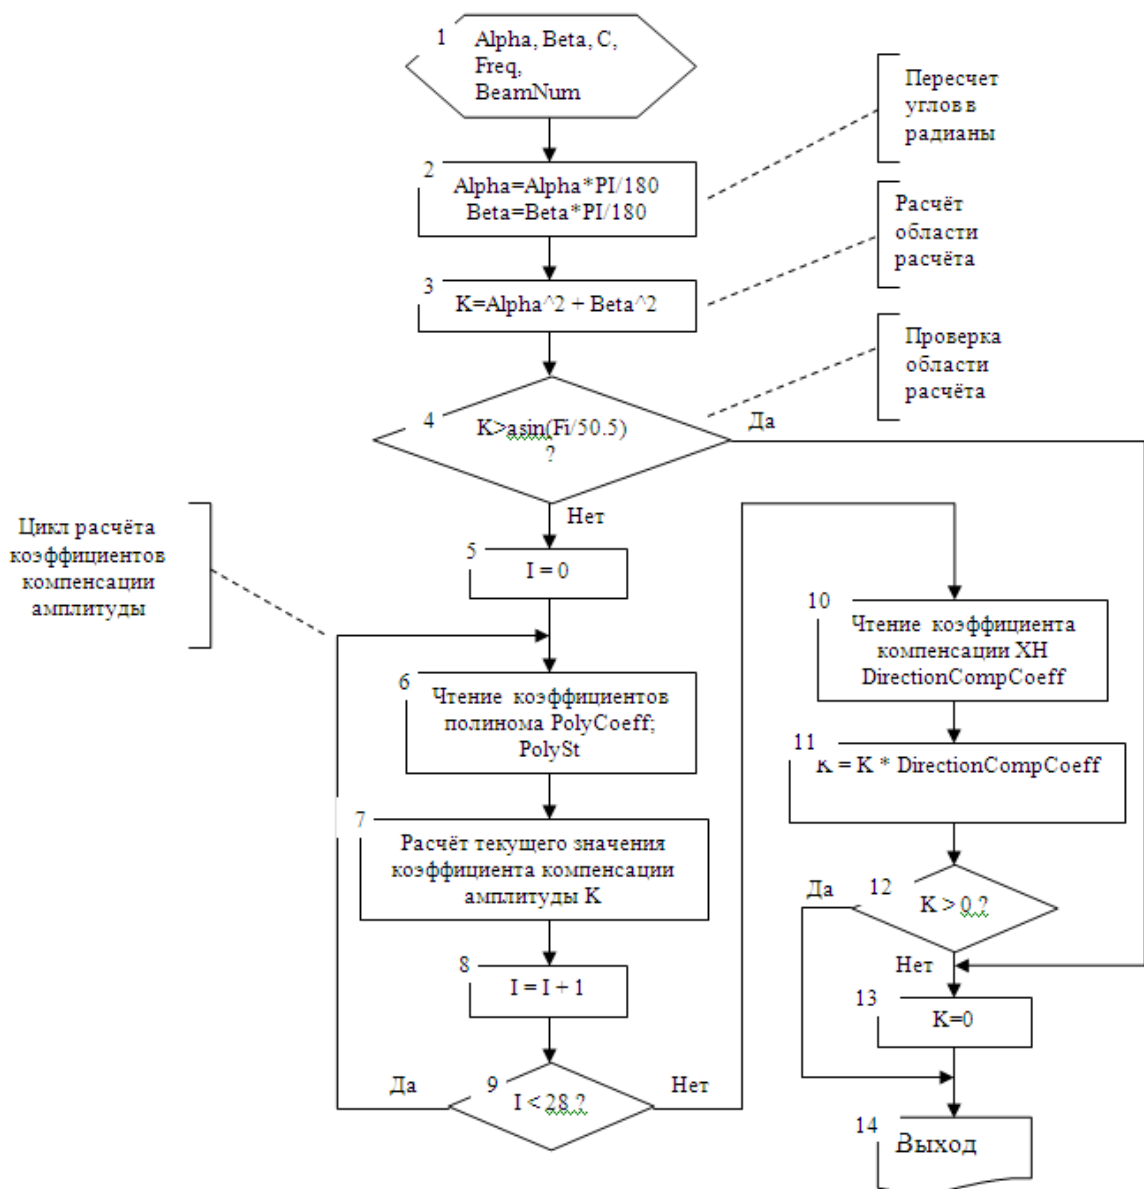 1
Alpha, Beta, C,
Freq,
BeamNum
Пересчет
углов в
радианы
2
Alpha=Alpha*PI/180
Beta=Beta*PI/180
Расчёт
области
расчёта
3
K=Alpha^2 + Beta^2
Проверка
области
расчёта
4
K>asin(Fi/50.5)
?
Да
Нет
Цикл расчёта
коэффициентов
компенсации
амплитуды
5
I = 0
6
Чтение коэффициентов
полинома PolyCoeff;
PolySt
7
Расчёт текущего значения
коэффициента компенсации
амплитуды K
8
I = I + 1
9
I < 28 ?
Да
Нет
10
Чтение коэффициента
компенсации ХН
DirectionCompCoeff
11
K = K * DirectionCompCoeff
12
K > 0 ?
Да
Нет
13
K=0
14
Выход